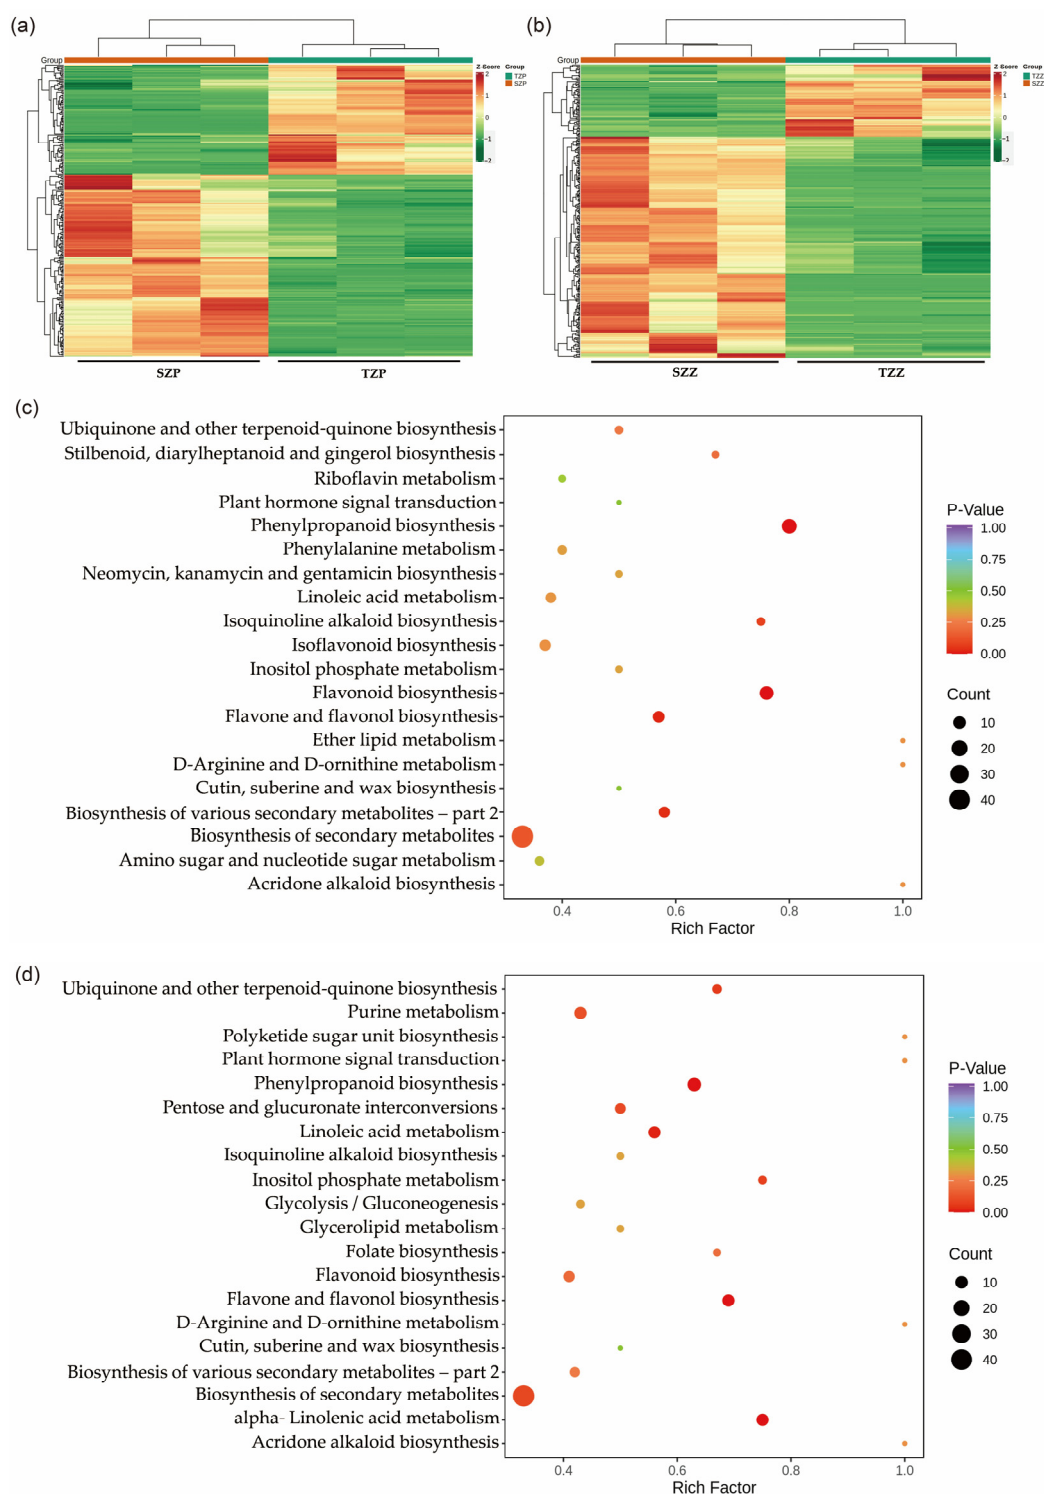 (a)
Group
Z-Score Group
2
TZP
SZP
1
0
-1
-2
SZP
TZP
(b)
Group
Z-Score Group
2
TZZ
SZZ
1
0
-1
-2
SZZ
TZZ
(c)
Ubiquinone and other terpenoid-quinone biosynthesis
Stilbenoid, diarylheptanoid and gingerol biosynthesis
Riboflavin metabolism
Plant hormone signal transduction
Phenylpropanoid biosynthesis
Phenylalanine metabolism
Neomycin, kanamycin and gentamicin biosynthesis
Linoleic acid metabolism
Isoquinoline alkaloid biosynthesis
Isoflavonoid biosynthesis
Inositol phosphate metabolism
Flavonoid biosynthesis
Flavone and flavonol biosynthesis
Ether lipid metabolism
D-Arginine and D-ornithine metabolism
Cutin, suberine and wax biosynthesis
Biosynthesis of various secondary metabolites – part 2
Biosynthesis of secondary metabolites
Amino sugar and nucleotide sugar metabolism
Acridone alkaloid biosynthesis
0.4 0.6 0.8 1.0
Rich Factor
P-Value
1.00
0.75
0.50
0.25
0.00
Count
10
20
30
40
(d)
Ubiquinone and other terpenoid-quinone biosynthesis
Purine metabolism
Polyketide sugar unit biosynthesis
Plant hormone signal transduction
Phenylpropanoid biosynthesis
Pentose and glucuronate interconversions
Linoleic acid metabolism
Isoquinoline alkaloid biosynthesis
Inositol phosphate metabolism
Glycolysis / Gluconeogenesis
Glycerolipid metabolism
Folate biosynthesis
Flavonoid biosynthesis
Flavone and flavonol biosynthesis
D-Arginine and D-ornithine metabolism
Cutin, suberine and wax biosynthesis
Biosynthesis of various secondary metabolites – part 2
Biosynthesis of secondary metabolites
alpha- Linolenic acid metabolism
Acridone alkaloid biosynthesis
0.4 0.6 0.8 1.0
Rich Factor
P-Value
1.00
0.75
0.50
0.25
0.00
Count
10
20
30
40